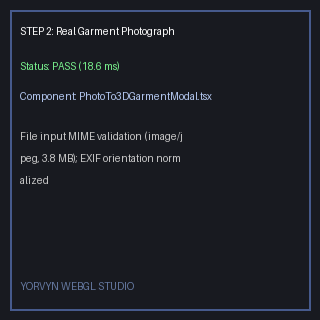 STEP 2: Real Garment Photograph
Status: PASS (18.6 ms)
Component: PhotoTo3DGarmentModal.tsx
File input MIME validation (image/j
peg, 3.8 MB); EXIF orientation norm
alized
YORVYN WEBGL STUDIO